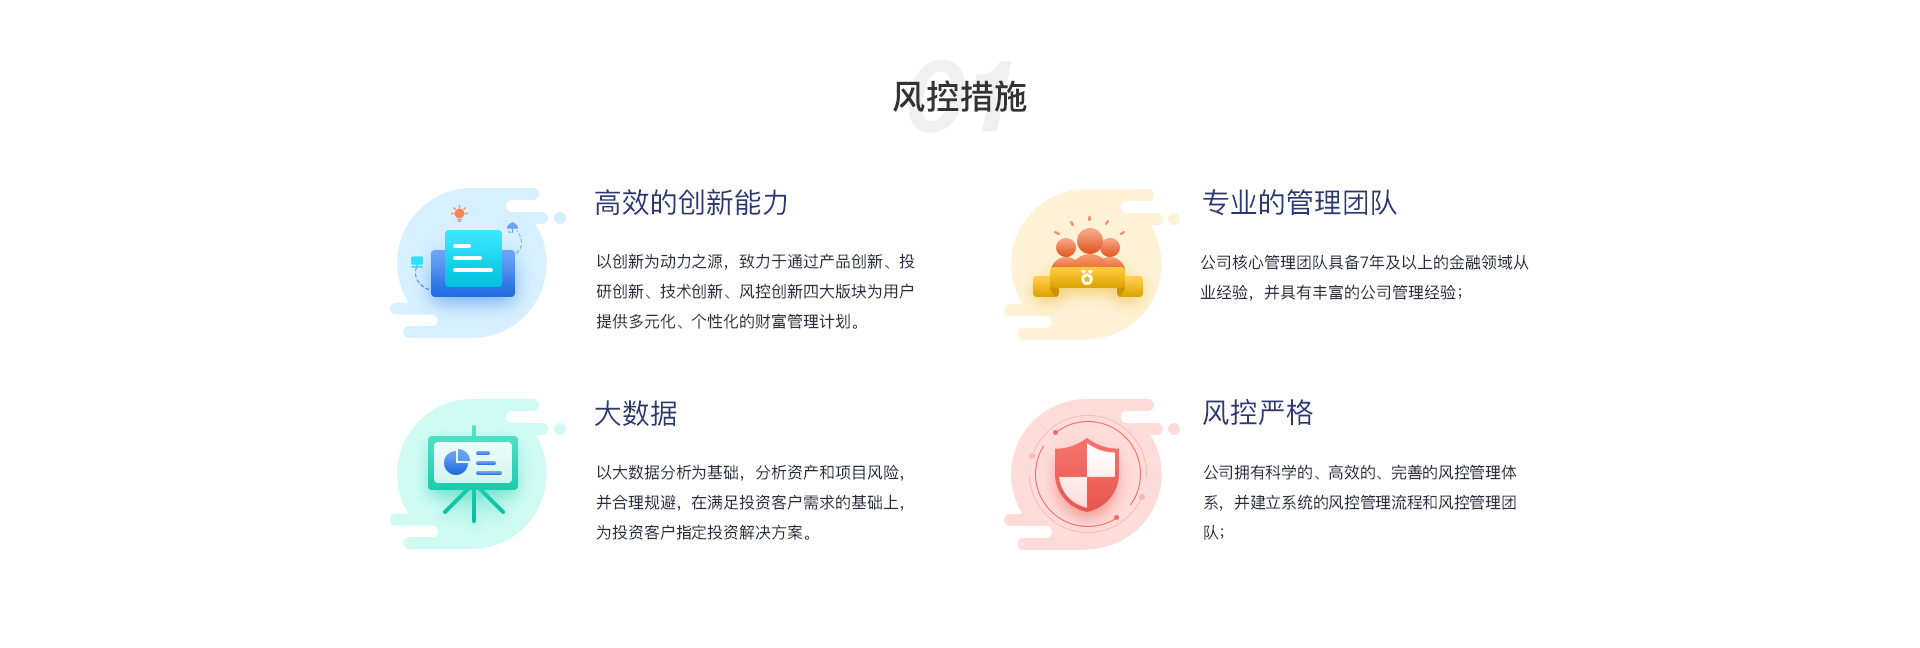 01
风控措施
高效的创新能力
以创新为动力之源，致力于通过产品创新、投
研创新、技术创新、风控创新四大版块为用户
提供多元化、个性化的财富管理计划。
专业的管理团队
公司核心管理团队具备7年及以上的金融领域从
业经验，并具有丰富的公司管理经验；
大数据
以大数据分析为基础，分析资产和项目风险，
并合理规避，在满足投资客户需求的基础上，
为投资客户指定投资解决方案。
风控严格
公司拥有科学的、高效的、完善的风控管理体
系，并建立系统的风控管理流程和风控管理团
队；